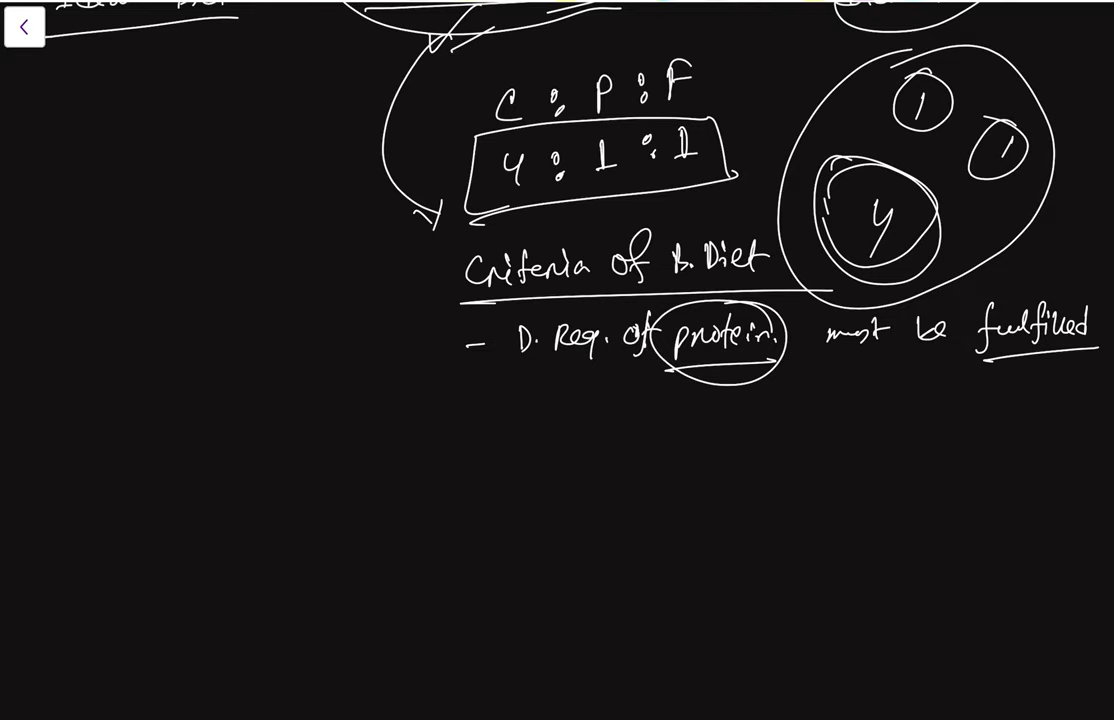 C : P : F
4 : 1 : 1
1
1
4
Criteria of B. Diet
- D. Req. of protein. must be fulfilled